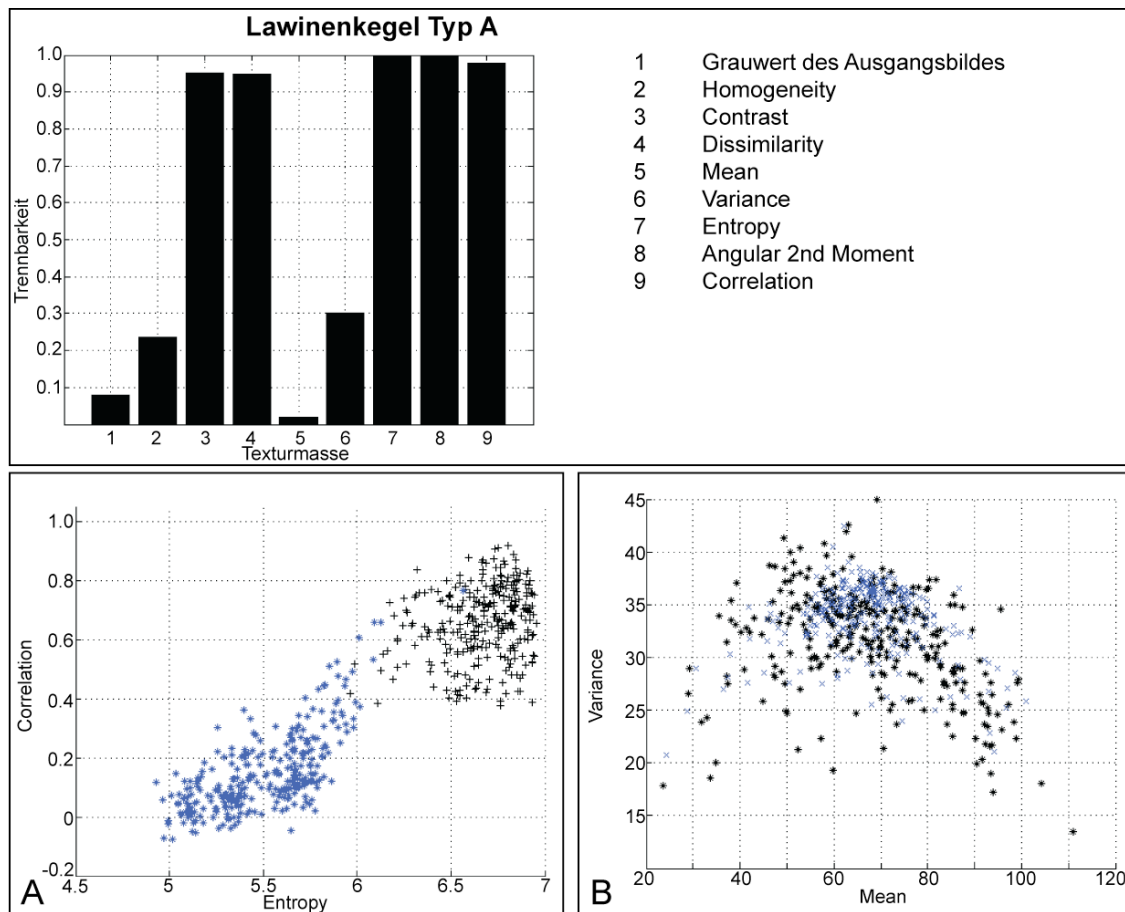 Lawinenkegel Typ A
1.0
0.9
0.8
0.7
0.6
0.5
0.4
0.3
0.2
0.1
Trennbarkeit
1 2 3 4 5 6 7 8 9
Texturmasse
1 Grauwert des Ausgangsbildes
2 Homogeneity
3 Contrast
4 Dissimilarity
5 Mean
6 Variance
7 Entropy
8 Angular 2nd Moment
9 Correlation
1.0
0.8
0.6
0.4
0.2
0
-0.2
Correlation
4.5 5 5.5 6 6.5 7
Entropy
A
45
40
35
30
25
20
15
Variance
20 40 60 80 100 120
Mean
B